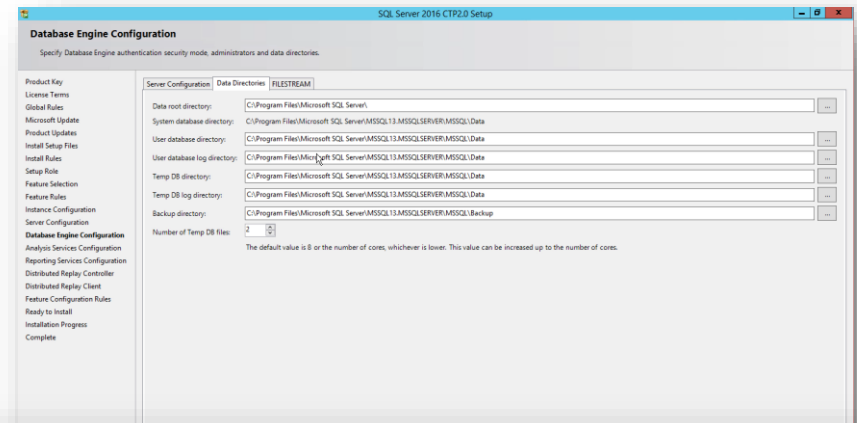 SQL Server 2016 CTP2.0 Setup
Database Engine Configuration
Specify Database Engine authentication security mode, administrators and data directories.
Product Key
License Terms
Global Rules
Microsoft Update
Product Updates
Install Setup Files
Install Rules
Setup Role
Feature Selection
Feature Rules
Instance Configuration
Server Configuration
Database Engine Configuration
Analysis Services Configuration
Reporting Services Configuration
Distributed Replay Controller
Distributed Replay Client
Feature Configuration Rules
Ready to Install
Installation Progress
Complete
Server Configuration Data Directories FILESTREAM
Data root directory: C:\Program Files\Microsoft SQL Server\ ...
System database directory: C:\Program Files\Microsoft SQL Server\MSSQL13.MSSQLSERVER\MSSQL\Data
User database directory: C:\Program Files\Microsoft SQL Server\MSSQL13.MSSQLSERVER\MSSQL\Data ...
User database log directory: C:\Program Files\Microsoft SQL Server\MSSQL13.MSSQLSERVER\MSSQL\Data ...
Temp DB directory: C:\Program Files\Microsoft SQL Server\MSSQL13.MSSQLSERVER\MSSQL\Data ...
Temp DB log directory: C:\Program Files\Microsoft SQL Server\MSSQL13.MSSQLSERVER\MSSQL\Data ...
Backup directory: C:\Program Files\Microsoft SQL Server\MSSQL13.MSSQLSERVER\MSSQL\Backup ...
Number of Temp DB files: 2
The default value is 8 or the number of cores, whichever is lower. This value can be increased up to the number of cores.